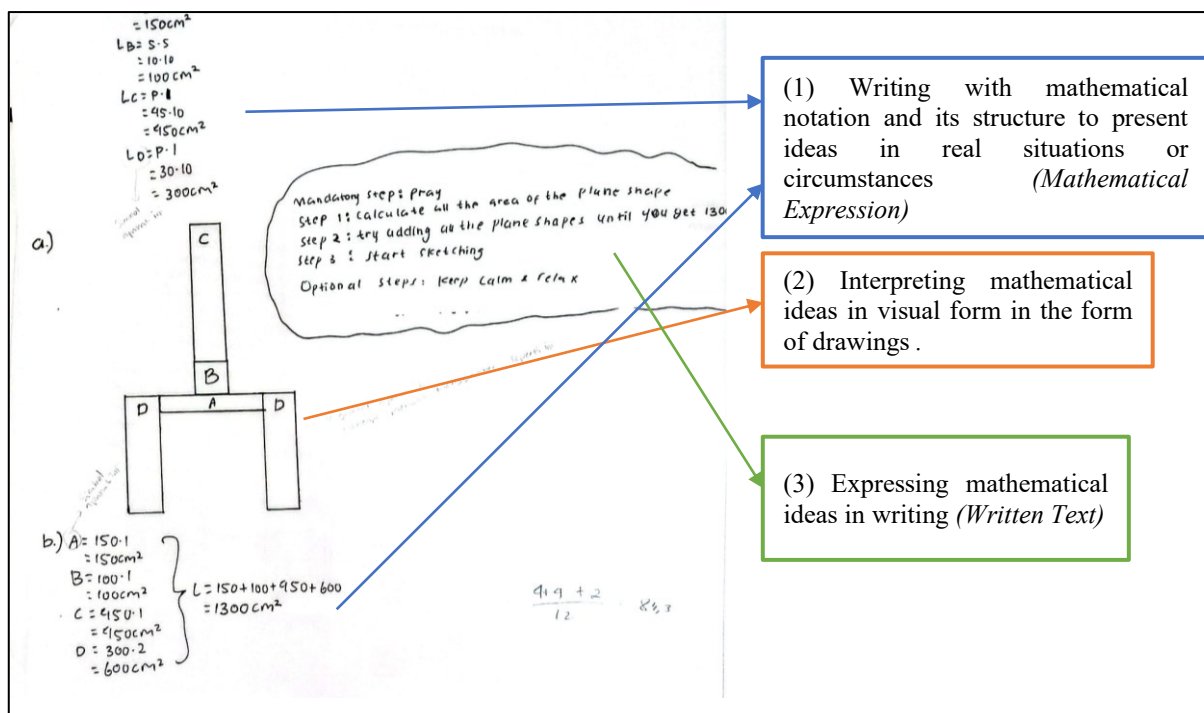 = 150cm²
LB = s.s
= 10.10
= 100 cm²
Lc = P.l
= 45.10
= 450cm²
LD = P.l
= 30.10
= 300cm²
Mandatory step: pray
Step 1: Calculate all the area of the plane shape
Step 2: try adding all the plane shapes until you get 130
Step 3: start sketching
Optional steps: keep calm & relax
a.)
C
B
D A D
b.) A = 150.1
= 150cm²
B = 100.1
= 100cm²
C = 450.1
= 450cm²
D = 300.2
= 600cm²
L = 150+100+450+600
= 1300cm²
12
(1) Writing with mathematical
notation and its structure to present
ideas in real situations or
circumstances (Mathematical
Expression)
(2) Interpreting mathematical
ideas in visual form in the form
of drawings .
(3) Expressing mathematical
ideas in writing (Written Text)